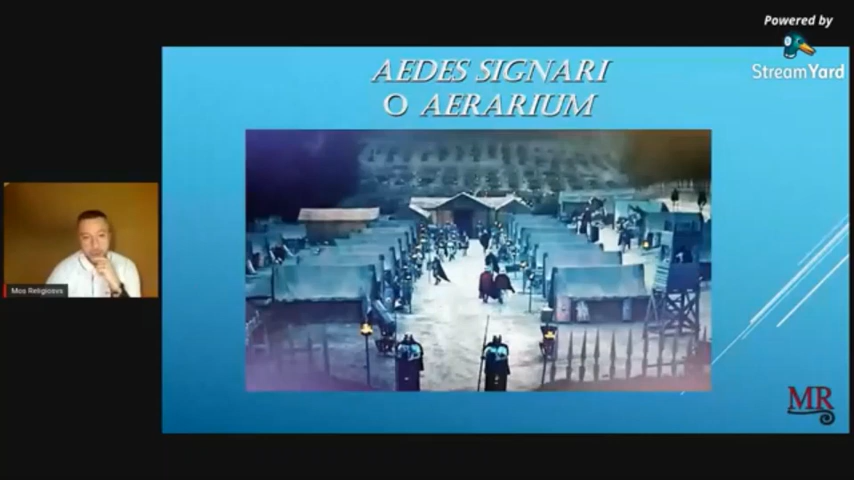 Powered by
StreamYard
AEDES SIGNARI
O AERARIUM
Mos Religiosvs
MR